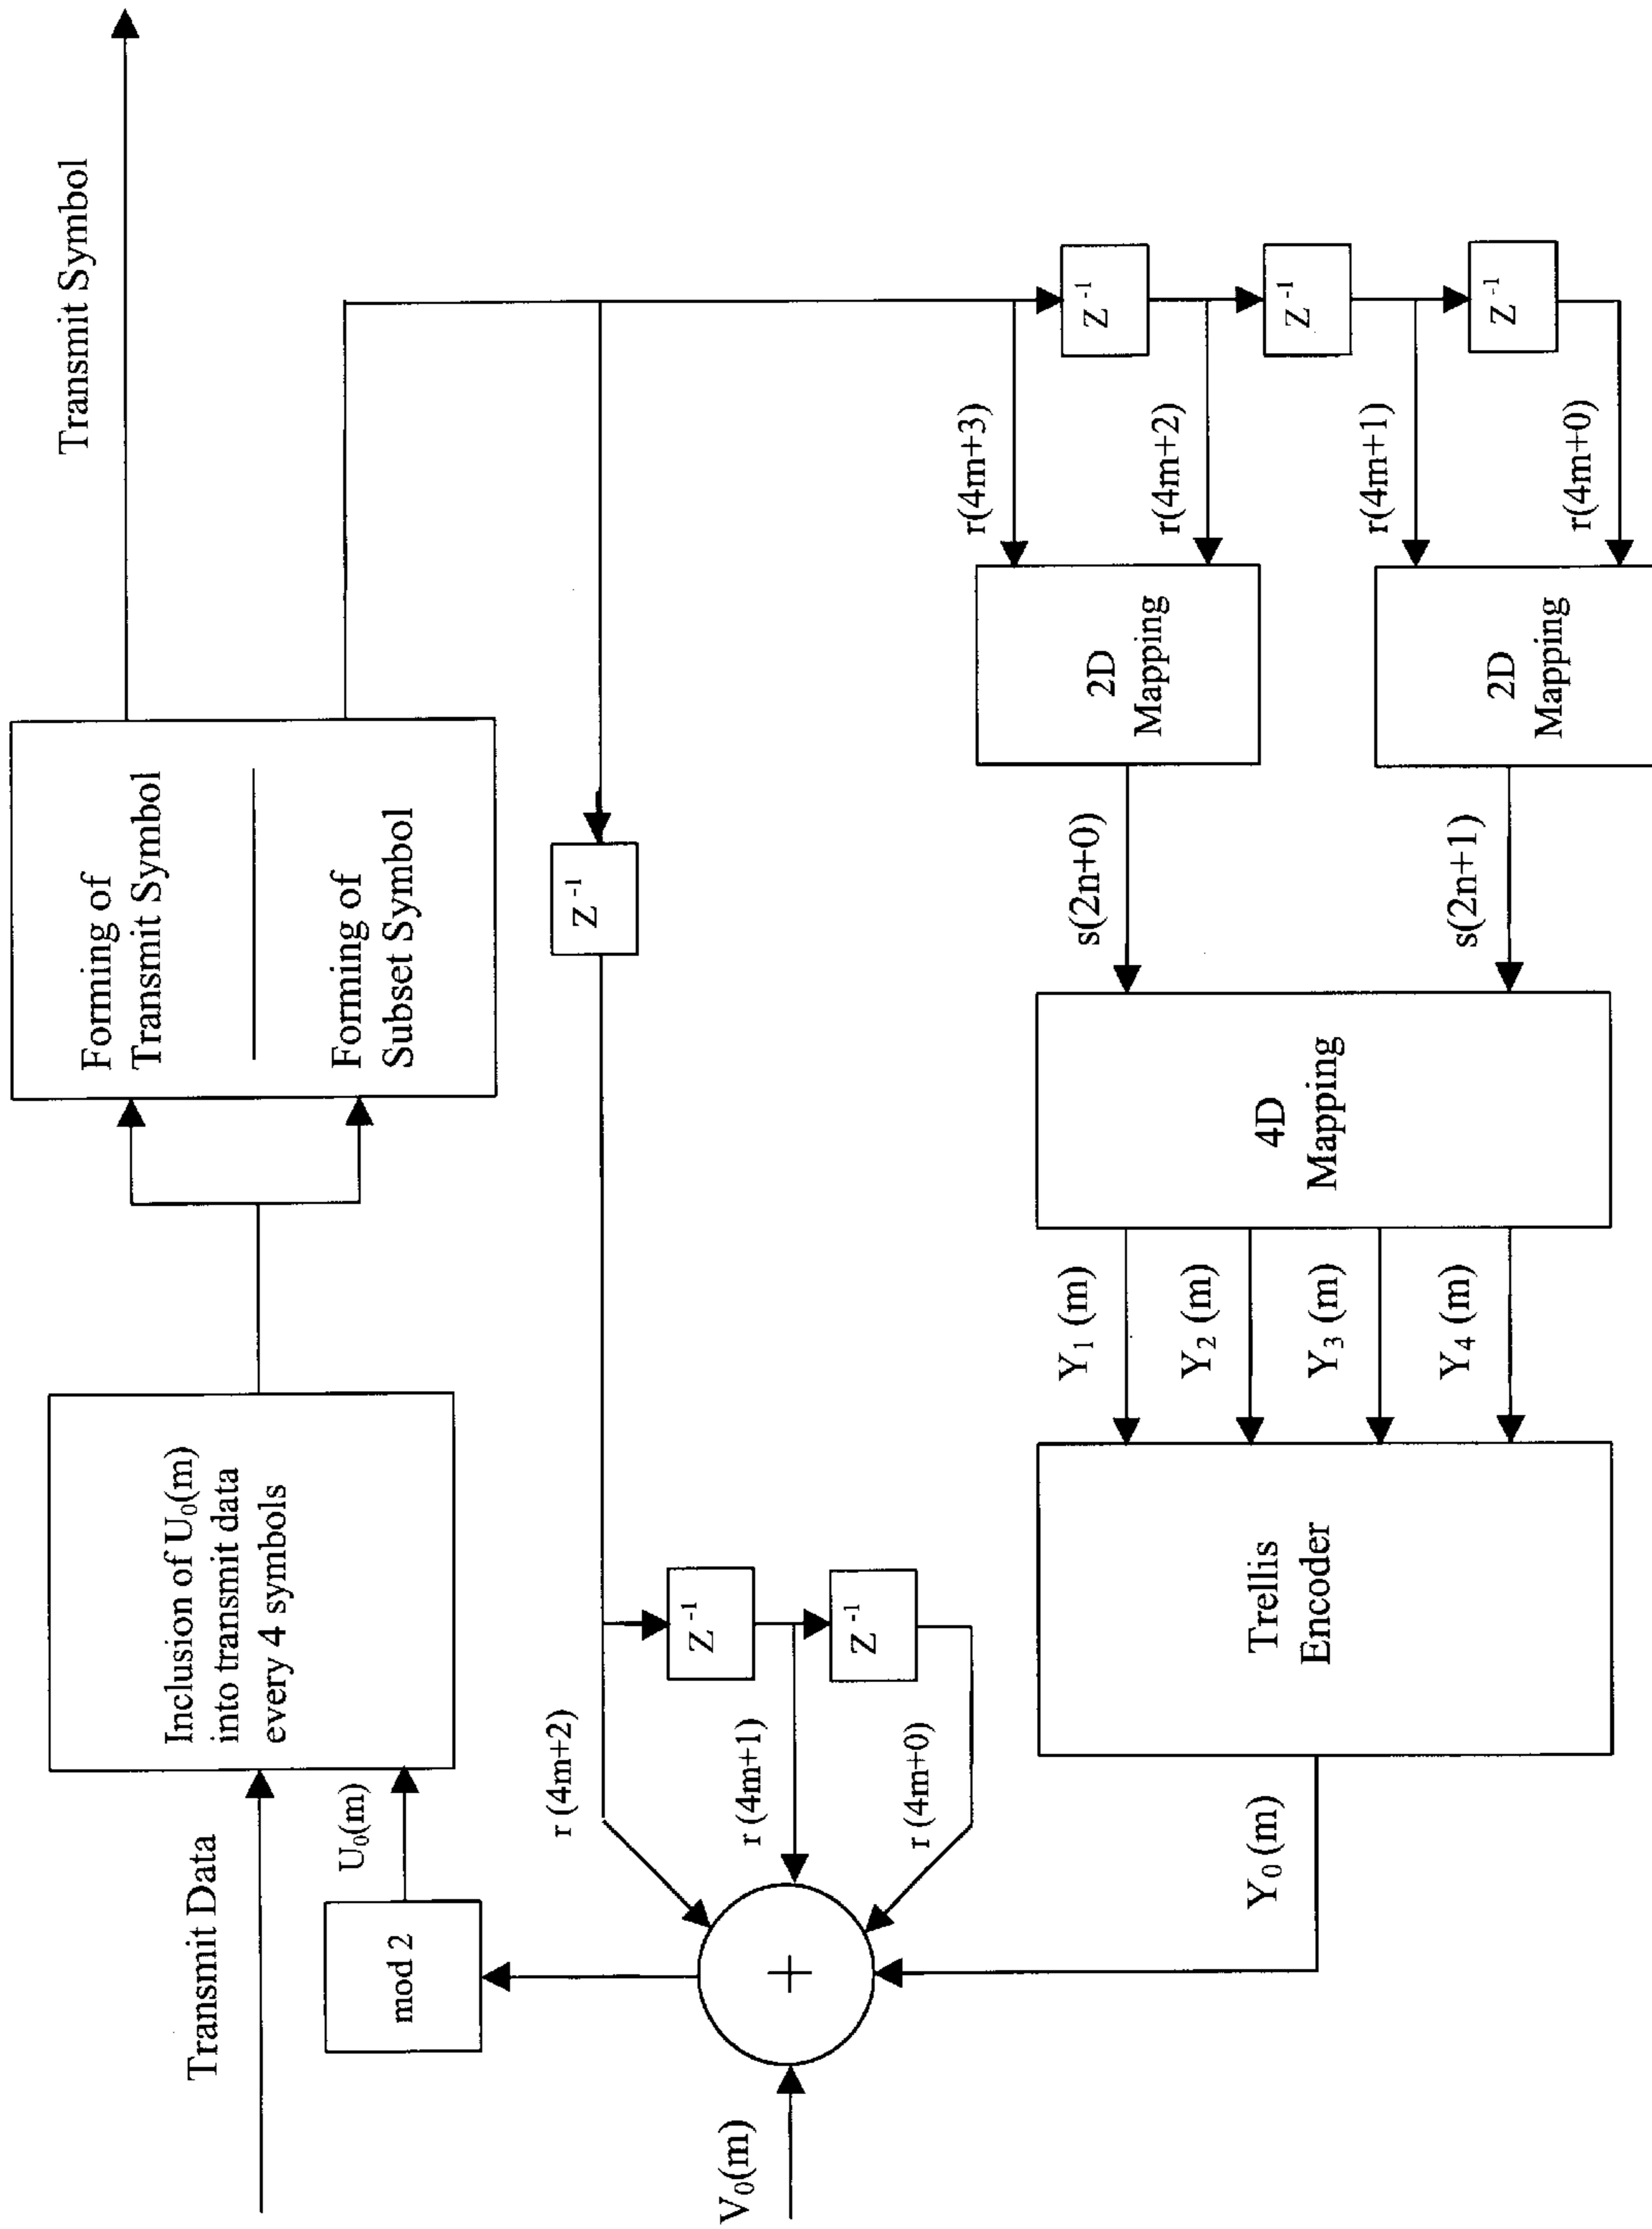 Transmit Data
Inclusion of U₀(m)
into transmit data
every 4 symbols
Forming of
Transmit Symbol
Forming of
Subset Symbol
Transmit Symbol
mod 2
U₀(m)
Z⁻¹
r (4m+2)
Z⁻¹
r (4m+1)
Z⁻¹
r (4m+0)
V₀(m)
+
Y₀ (m)
Trellis
Encoder
Y₁ (m)
Y₂ (m)
Y₃ (m)
Y₄ (m)
4D
Mapping
s(2n+0)
s(2n+1)
2D
Mapping
2D
Mapping
r(4m+3)
r(4m+2)
r(4m+1)
r(4m+0)
Z⁻¹
Z⁻¹
Z⁻¹